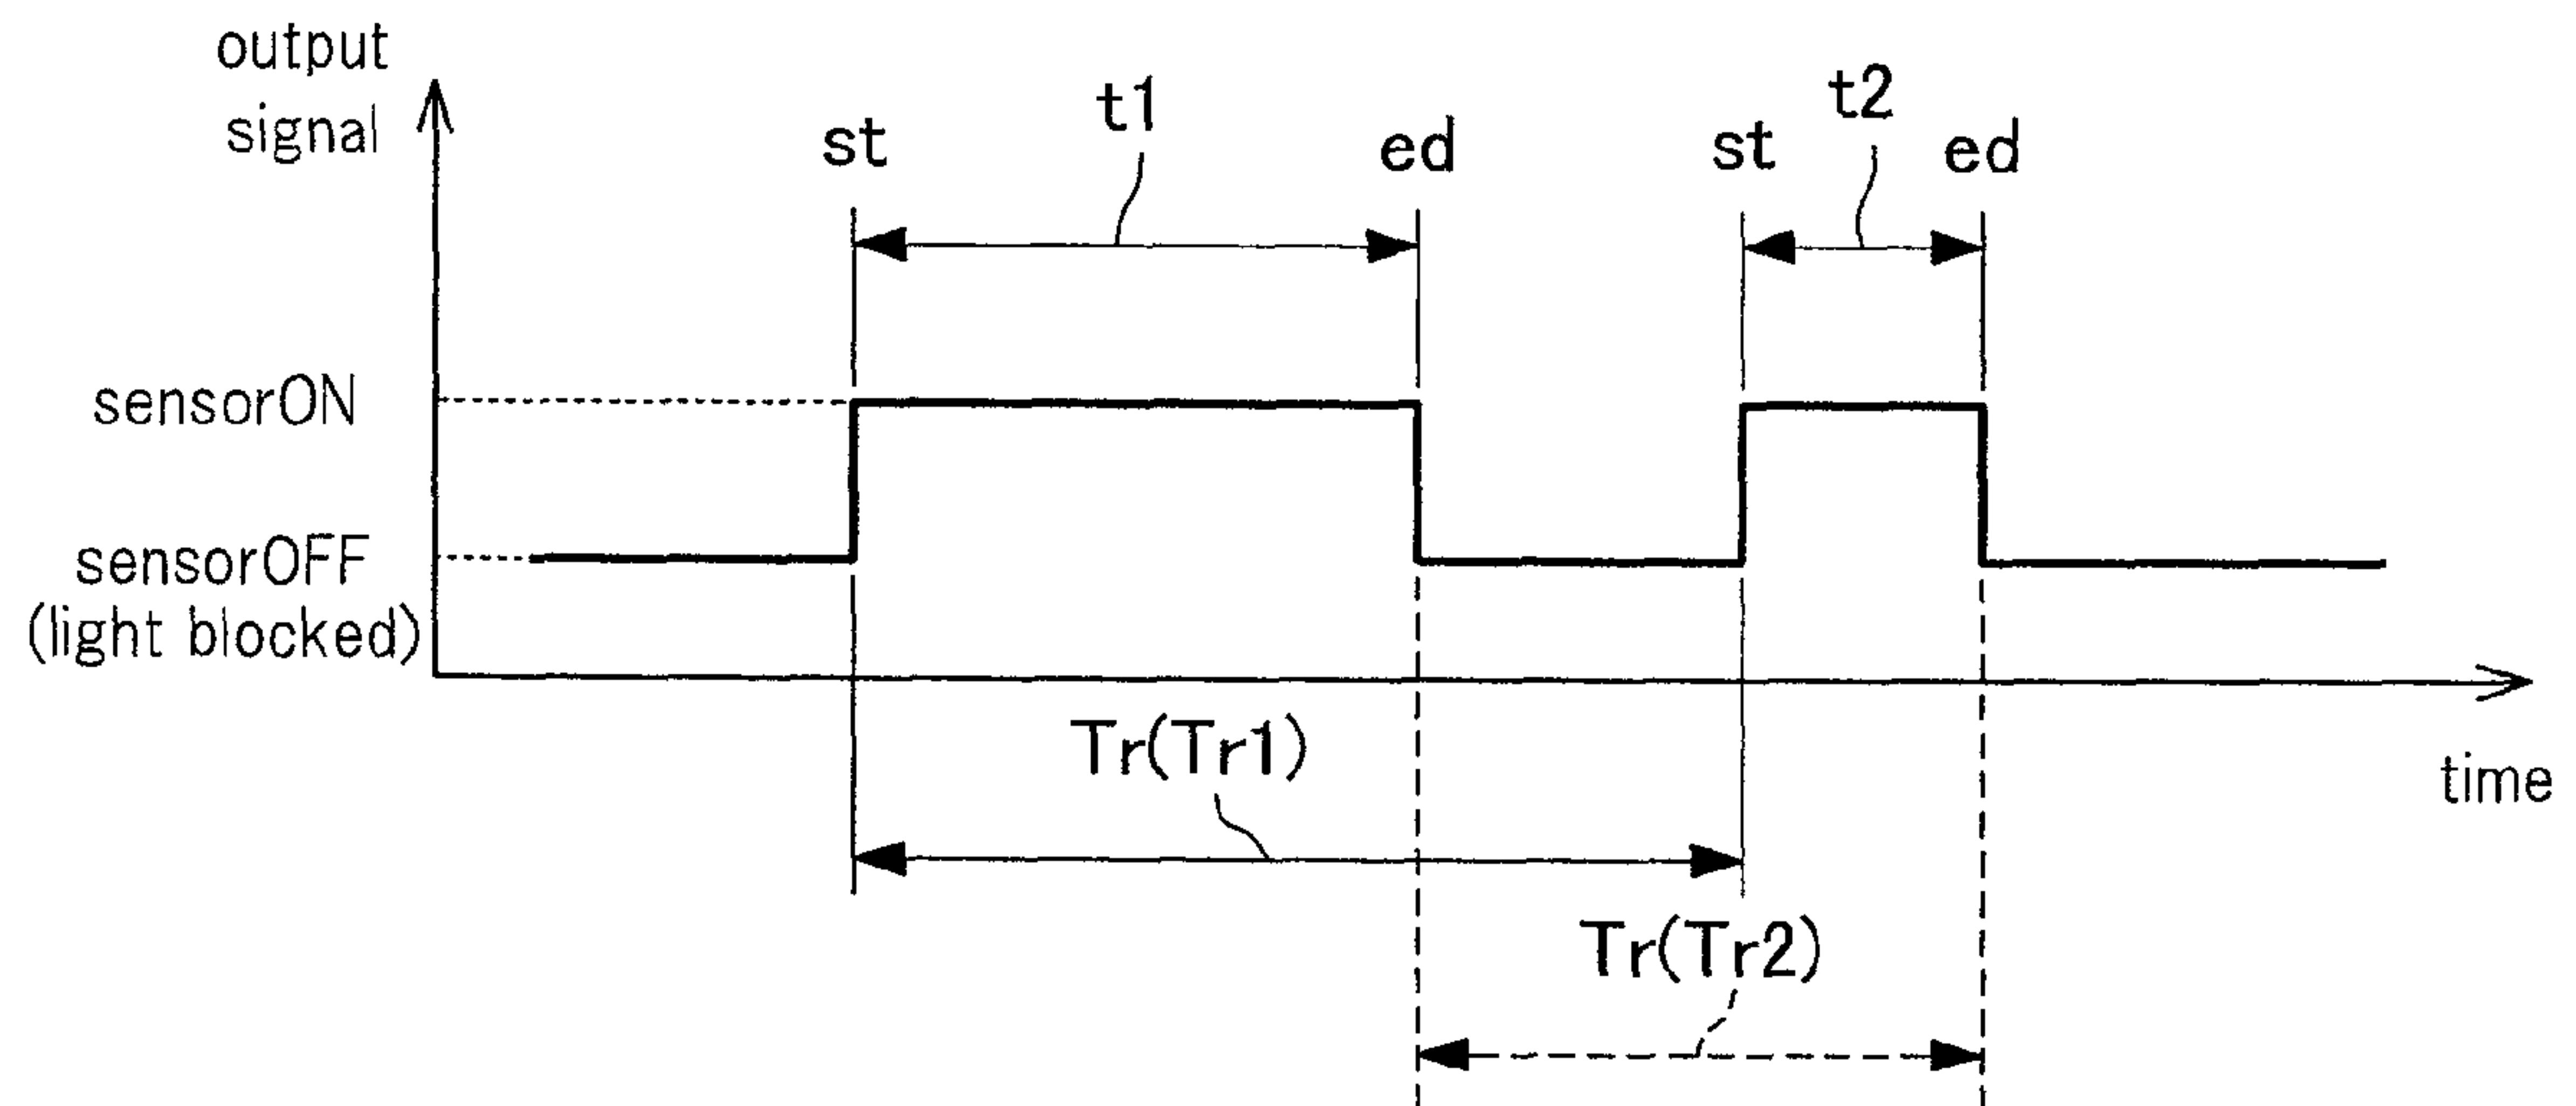 output
signal
st
t1
ed
st
t2
ed
sensorON
sensorOFF
(light blocked)
Tr(Tr1)
time
Tr(Tr2)